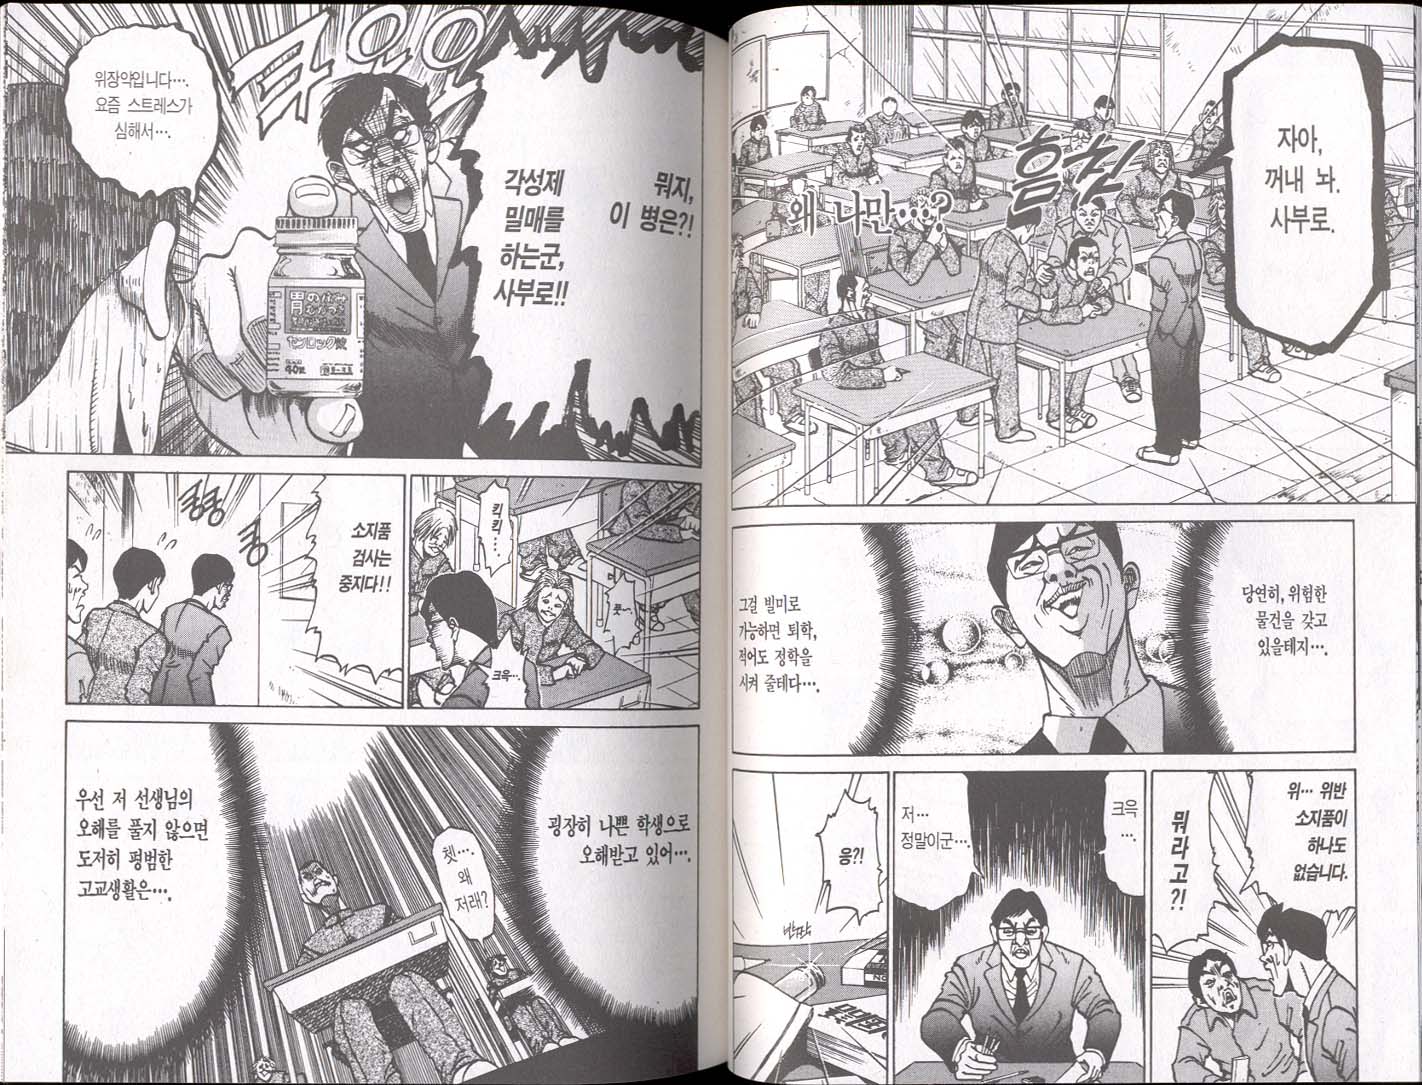 자아,
꺼내 놔.
사부로.
흠칫
왜 나만…?
당연히, 위험한
물건을 갖고
있을테지….
그걸 빌미로
가능하면 퇴학,
적어도 정학을
시켜 줄테다….
위… 위반
소지품이
하나도
없습니다.
뭐라고?!
크윽
….
저…
정말이군….
응?!
뭐지,
이 병은?!
각성제
밀매를
하는군,
사부로!!
위장약입니다….
요즘 스트레스가
심해서….
킥
킥
….
크윽….
소지품
검사는
중지다!!
쿵쿵
쿵
굉장히 나쁜 학생으로
오해받고 있어….
쳇….
왜
저래?
우선 저 선생님의
오해를 풀지 않으면
도저히 평범한
고교생활은….